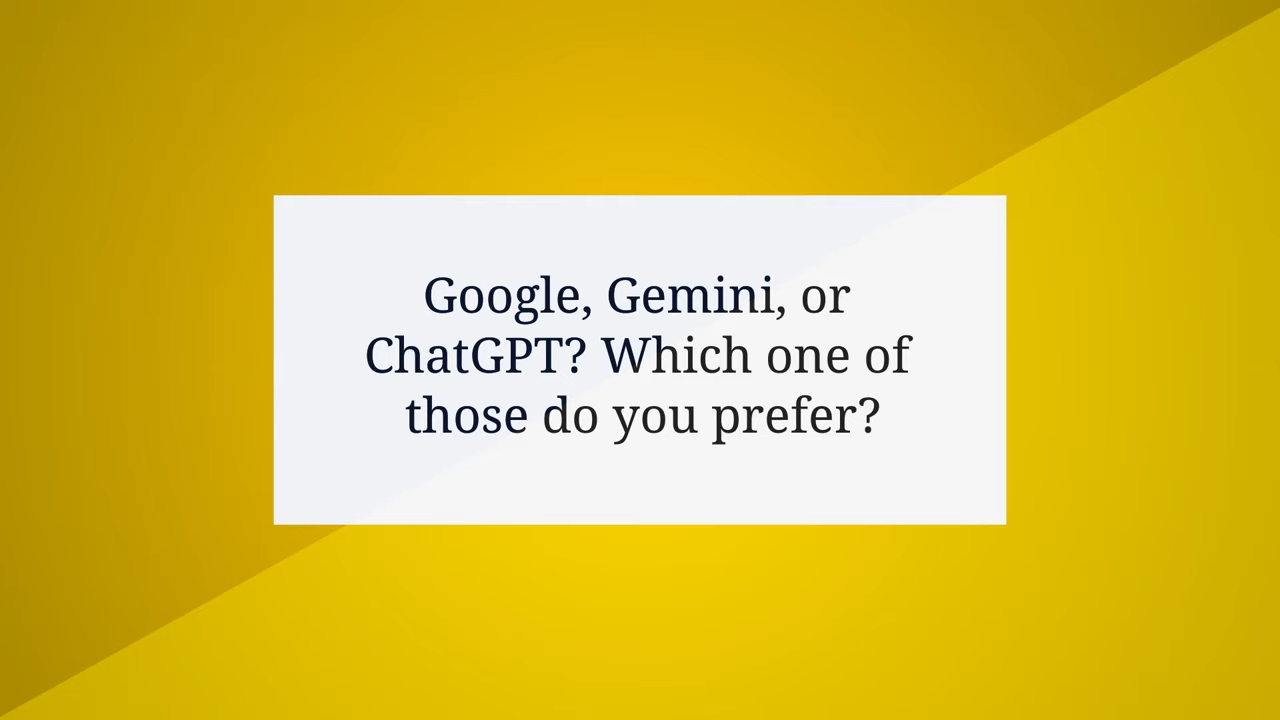 Google, Gemini, or
ChatGPT? Which one of
those do you prefer?